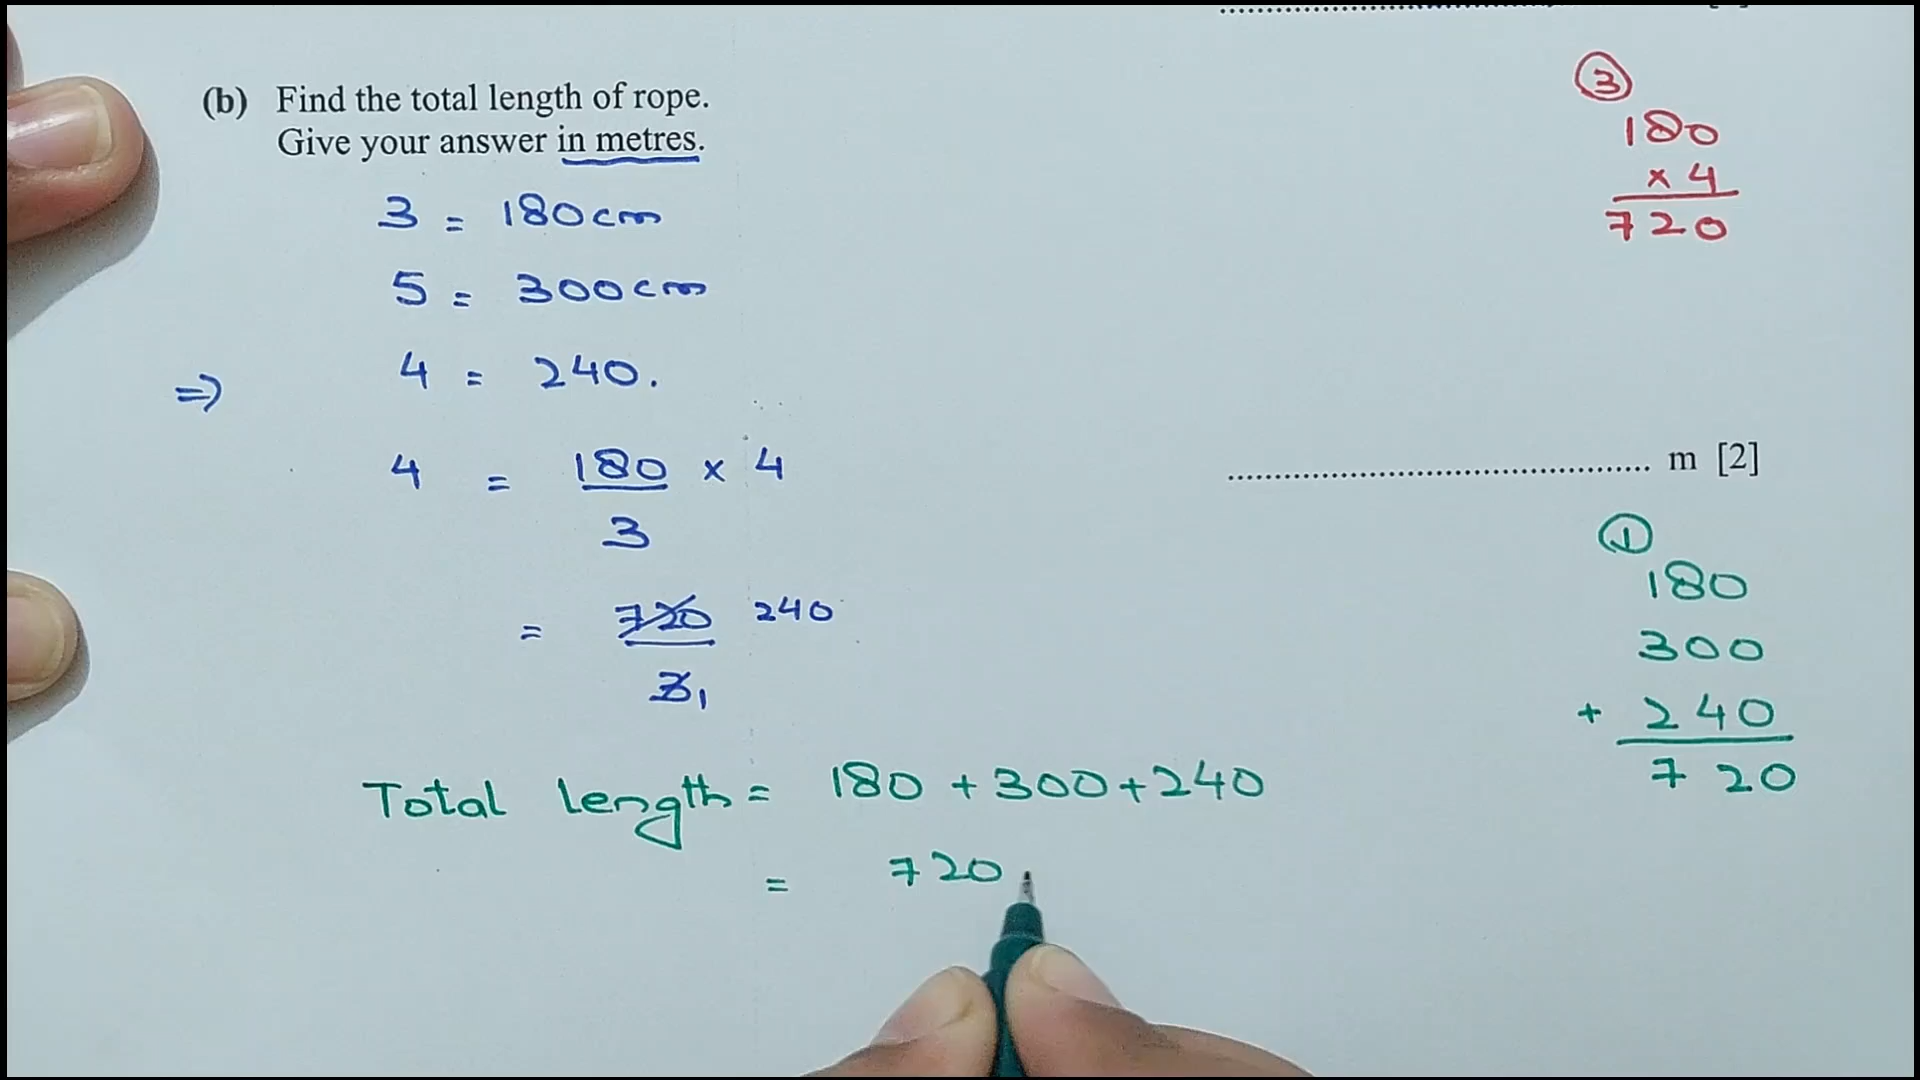 (b) Find the total length of rope.
Give your answer in metres.
3 = 180cm
5 = 300cm
⇒ 4 = 240.
4 = 180/3 × 4
= 720/3 240 1
Total length = 180 + 300 + 240
= 720
3
180
× 4
720
m [2]
1
180
300
+ 240
720